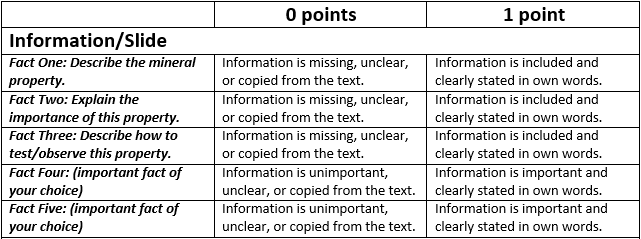 0 points 1 point
Information/Slide
Fact One: Describe the mineral Information is missing, unclear, Information is included and
property. or copied from the text. clearly stated in own words.
Fact Two: Explain the Information is missing, unclear, Information is included and
importance of this property. or copied from the text. clearly stated in own words.
Fact Three: Describe how to Information is missing, unclear, Information is included and
test/observe this property. or copied from the text. clearly stated in own words.
Fact Four: (important fact of Information is unimportant, Information is important and
your choice) unclear, or copied from the text. clearly stated in own words.
Fact Five: (important fact of Information is unimportant, Information is important and
your choice) unclear, or copied from the text. clearly stated in own words.